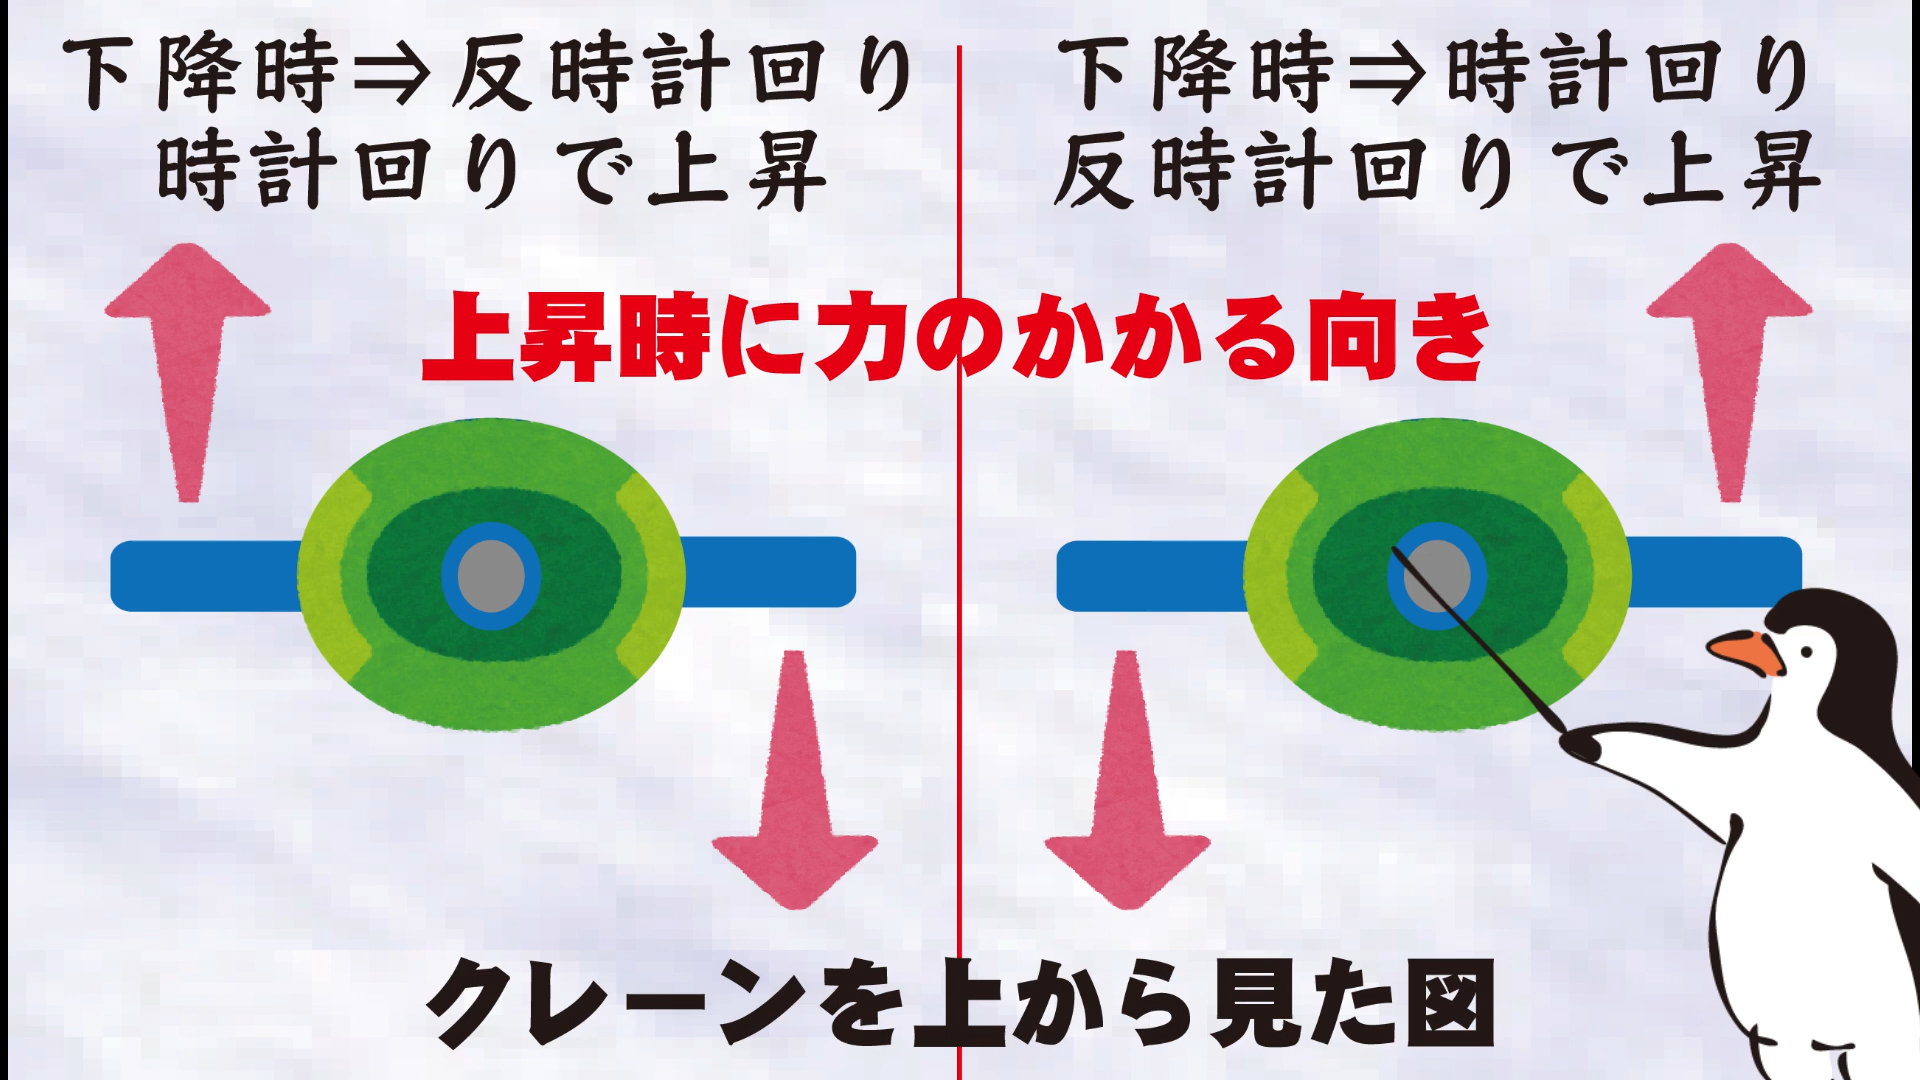 下降時⇒反時計回り
時計回りで上昇
下降時⇒時計回り
反時計回りで上昇
上昇時に力のかかる向き
クレーンを上から見た図